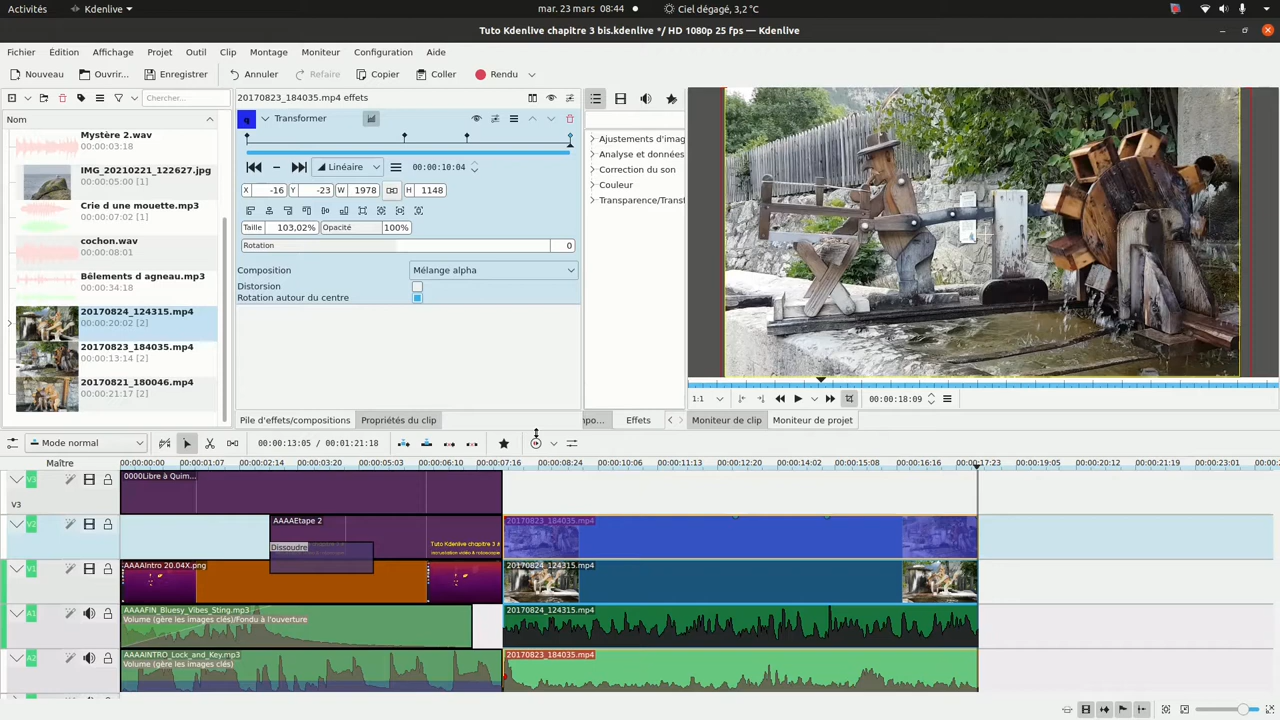 Activités
Kdenlive
mar. 23 mars 08:44
Ciel dégagé, 3,2 °C
Tuto Kdenlive chapitre 3 bis.kdenlive */ HD 1080p 25 fps — Kdenlive
Fichier Édition Affichage Projet Outil Clip Montage Moniteur Configuration Aide
Nouveau Ouvrir... Enregistrer Annuler Refaire Copier Coller Rendu
Chercher...
Nom
Mystère 2.wav
00:00:03:18
IMG_20210221_122627.jpg
00:00:05:00 [1]
Crie d une mouette.mp3
00:00:07:02 [1]
cochon.wav
00:00:08:01
Bêlements d agneau.mp3
00:00:34:18
20170824_124315.mp4
00:00:20:02 [2]
20170823_184035.mp4
00:00:13:14 [2]
20170821_180046.mp4
00:00:21:17 [2]
20170823_184035.mp4 effets
Transformer
Linéaire
00:00:10:04
X -16 Y -23 W 1978 H 1148
Taille 103,02% Opacité 100%
Rotation 0
Composition Mélange alpha
Distorsion
Rotation autour du centre
Pile d'effets/compositions Propriétés du clip
Ajustements d'imag
Analyse et données
Correction du son
Couleur
Transparence/Transf
mpo... Effets
1:1
00:00:18:09
Moniteur de clip Moniteur de projet
Mode normal
00:00:13:05 / 00:01:21:18
Maître
00:00:00:00 00:00:01:07 00:00:02:14 00:00:03:20 00:00:05:03 00:00:06:10 00:00:07:16 00:00:08:24 00:00:10:06 00:00:11:13 00:00:12:20 00:00:14:02 00:00:15:08 00:00:16:16 00:00:17:23 00:00:19:05 00:00:20:12 00:00:21:18 00:00:23:01
V3
V3
0000Libre à Quim...
V2
AAAAEtape 2
Dissoudre
Tuto Kdenlive chapitre 3
20170823_184035.mp4
V1
AAAAIntro 20.04X.png
20170824_124315.mp4
A1
AAAAFIN_Bluesy_Vibes_Sting.mp3
Volume (gère les images clés)/Fondu à l'ouverture
20170824_124315.mp4
A2
AAAAINTRO_Lock_and_Key.mp3
Volume (gère les images clés)
20170823_184035.mp4